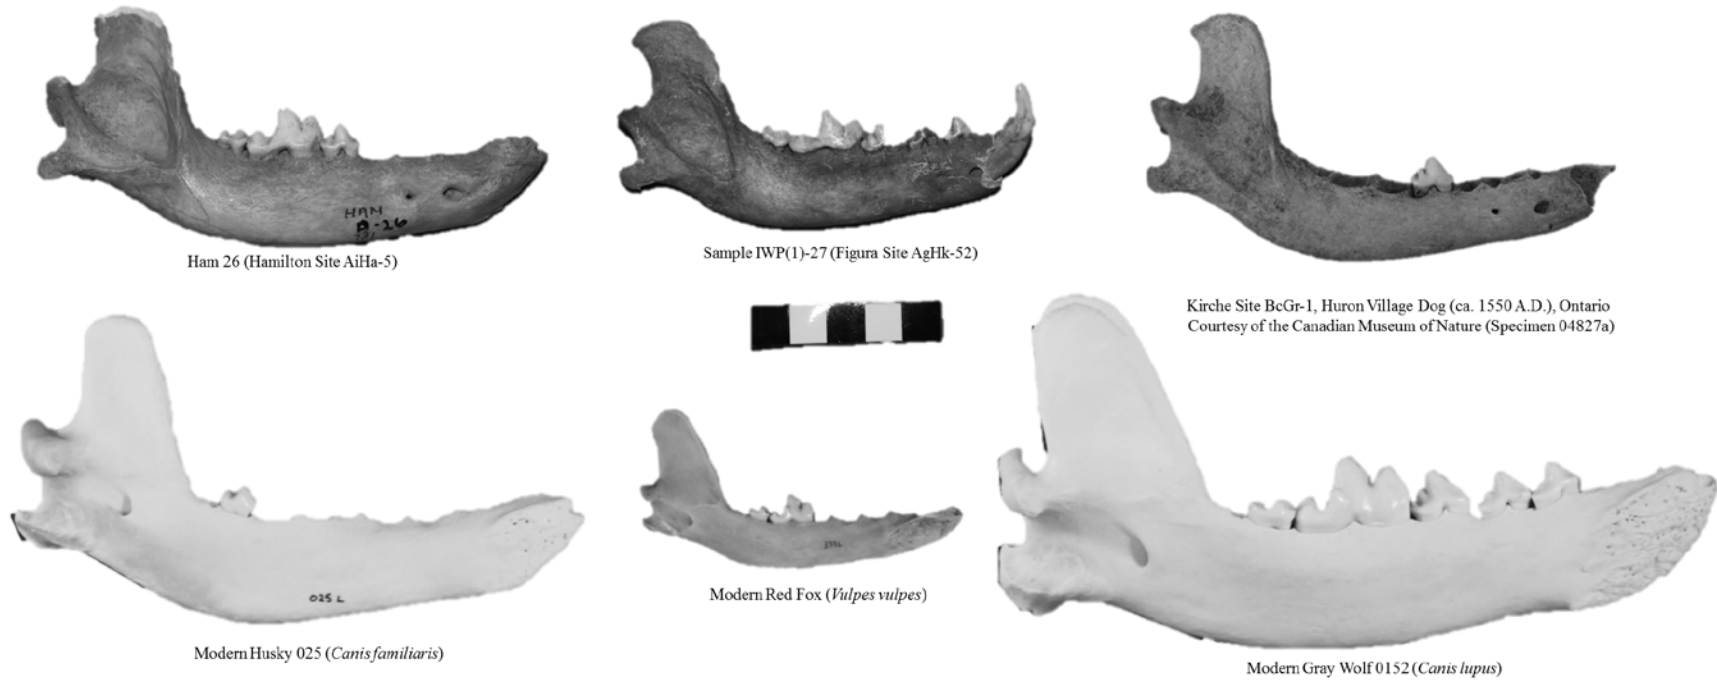 HAM
Ham 26 (Hamilton Site AiHa-5)
Sample IWP(1)-27 (Figura Site AgHk-52)
Kirche Site BcGr-1, Huron Village Dog (ca. 1550 A.D.), Ontario
Courtesy of the Canadian Museum of Nature (Specimen 04827a)
025 L
Modern Husky 025 (Canis familiaris)
Modern Red Fox (Vulpes vulpes)
Modern Gray Wolf 0152 (Canis lupus)